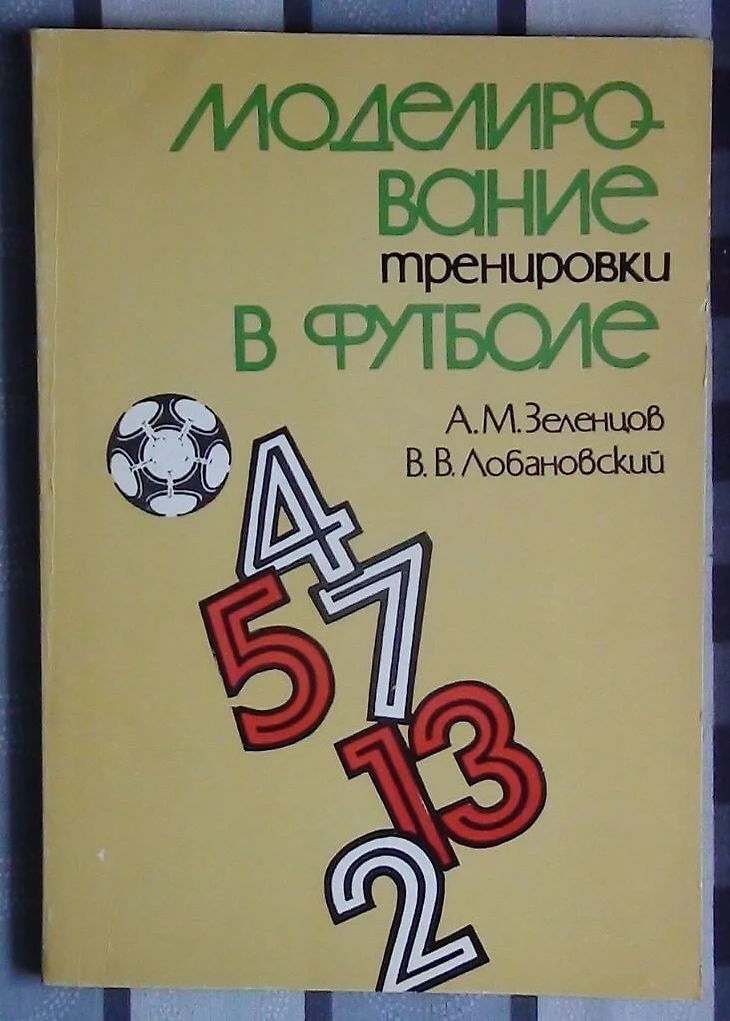 Моделиро-
вание
тренировки
в футболе
А.М. Зеленцов
В.В. Лобановский
4
7
5
13
2